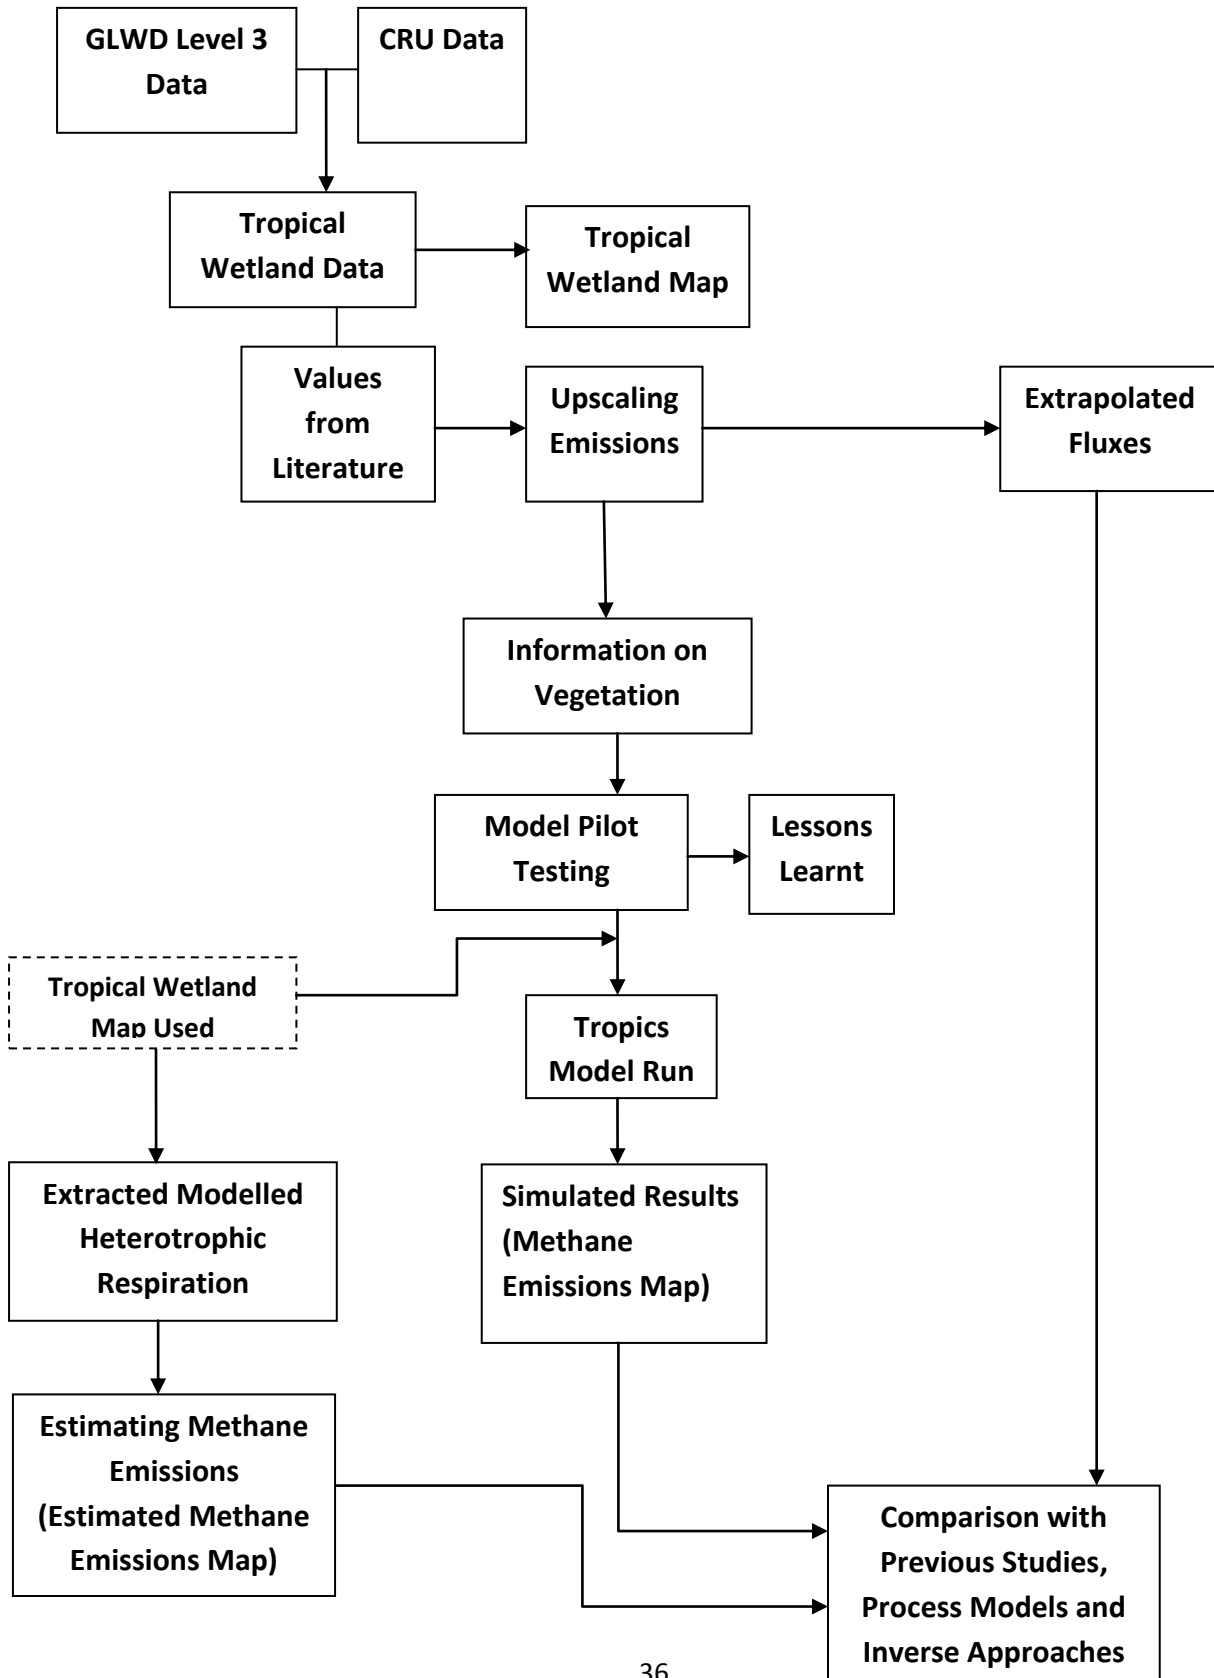 GLWD Level 3
Data
CRU Data
Tropical
Wetland Data
Tropical
Wetland Map
Values
from
Literature
Upscaling
Emissions
Extrapolated
Fluxes
Information on
Vegetation
Model Pilot
Testing
Lessons
Learnt
Tropical Wetland
Map Used
Tropics
Model Run
Extracted Modelled
Heterotrophic
Respiration
Simulated Results
(Methane
Emissions Map)
Estimating Methane
Emissions
(Estimated Methane
Emissions Map)
Comparison with
Previous Studies,
Process Models and
Inverse Approaches
36